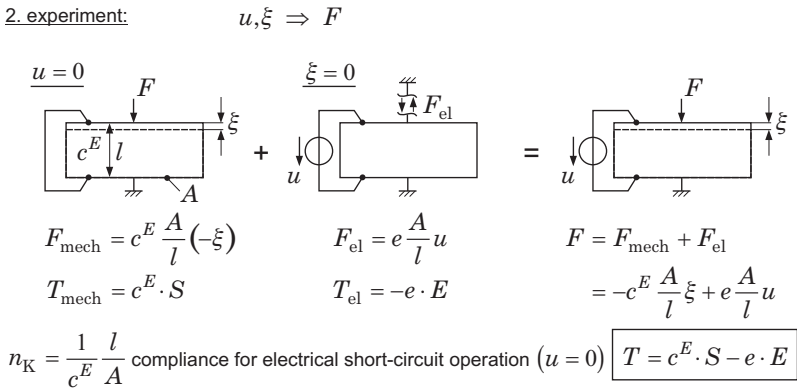 2. experiment: u,ξ ⇒ F
u = 0
ξ = 0
F
ξ
c^E
l
A
+
u
F_el
=
F
ξ
u
F_mech = c^E A/l (−ξ)
F_el = e A/l u
F = F_mech + F_el
T_mech = c^E · S
T_el = −e · E
= −c^E A/l ξ + e A/l u
n_K = 1/c^E l/A compliance for electrical short-circuit operation (u = 0)
T = c^E · S − e · E